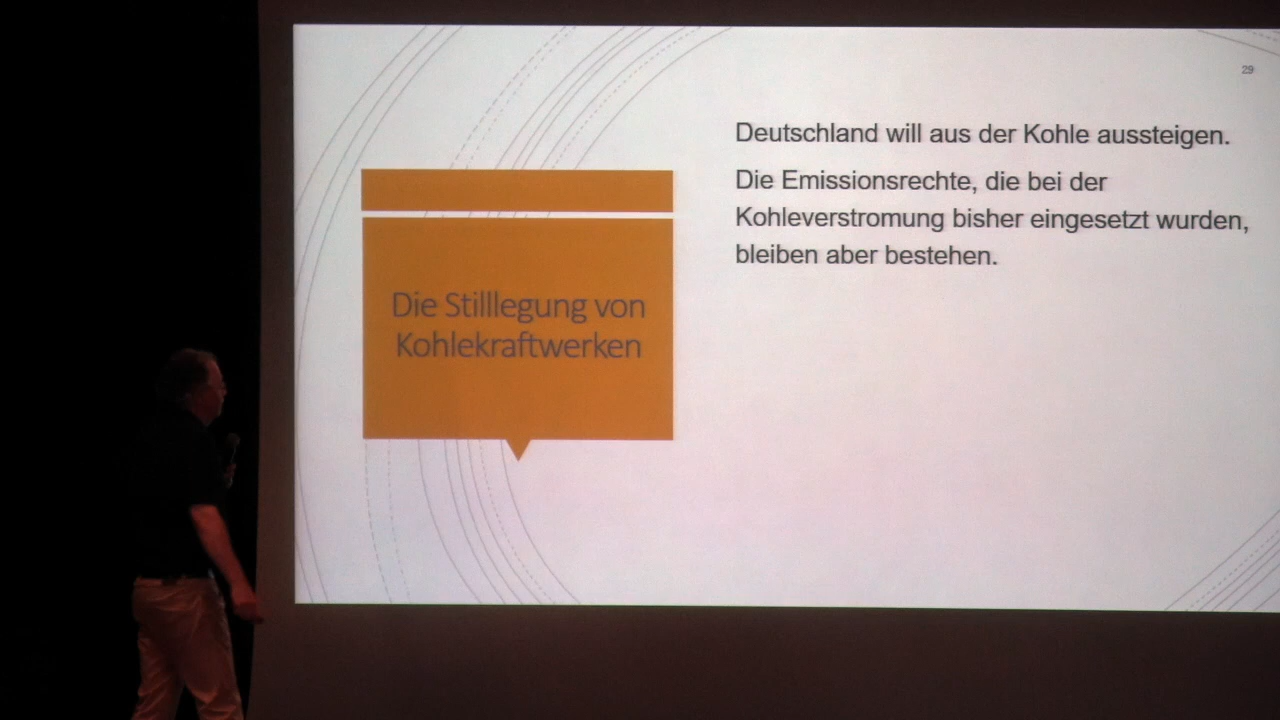 29
Deutschland will aus der Kohle aussteigen.
Die Emissionsrechte, die bei der
Kohleverstromung bisher eingesetzt wurden,
bleiben aber bestehen.
Die Stilllegung von
Kohlekraftwerken